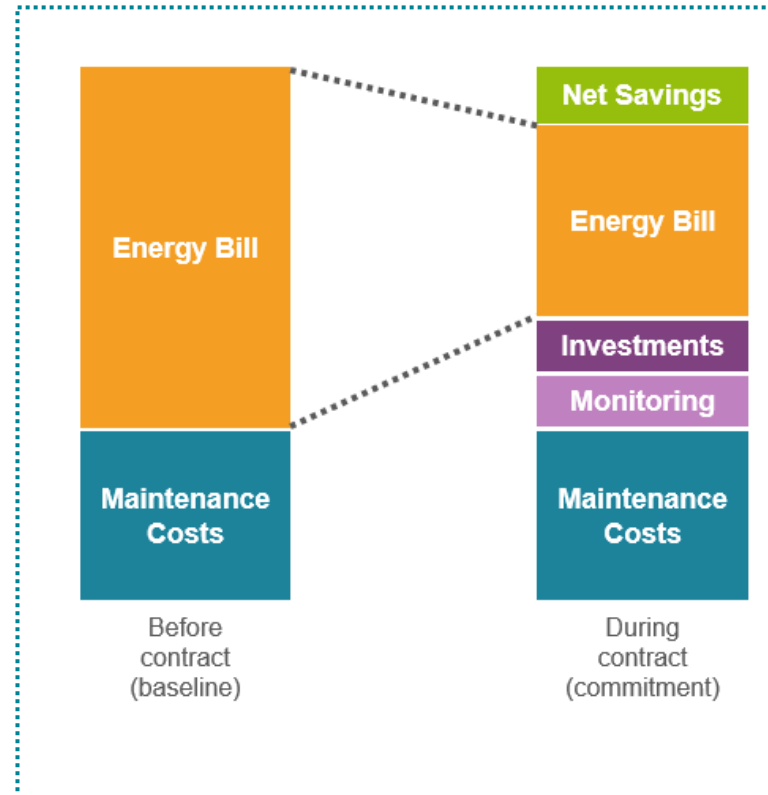 Energy Bill
Maintenance
Costs
Before
contract
(baseline)
Net Savings
Energy Bill
Investments
Monitoring
Maintenance
Costs
During
contract
(commitment)